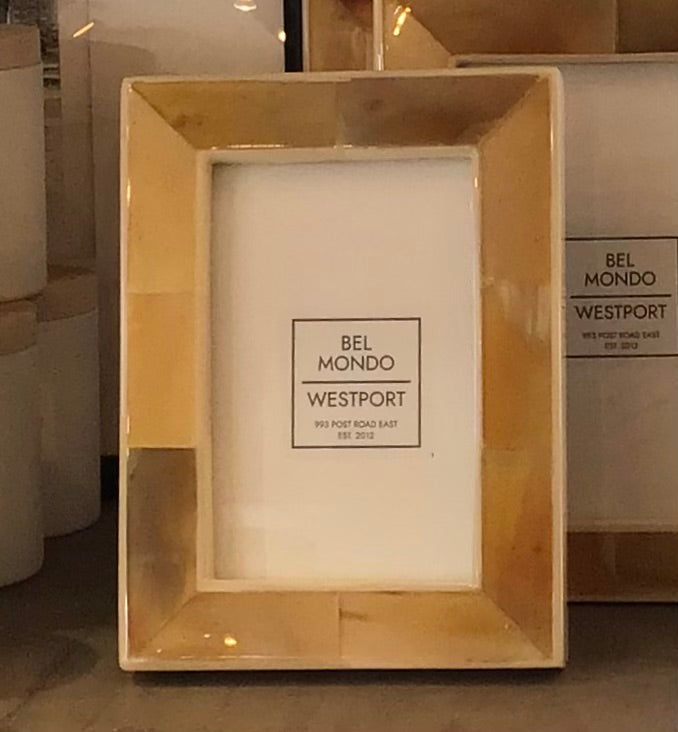 BEL
MONDO
WESTPORT
993 POST ROAD EAST
EST. 2012
BEL
MONDO
WESTPORT
993 POST ROAD EAST
EST. 2012